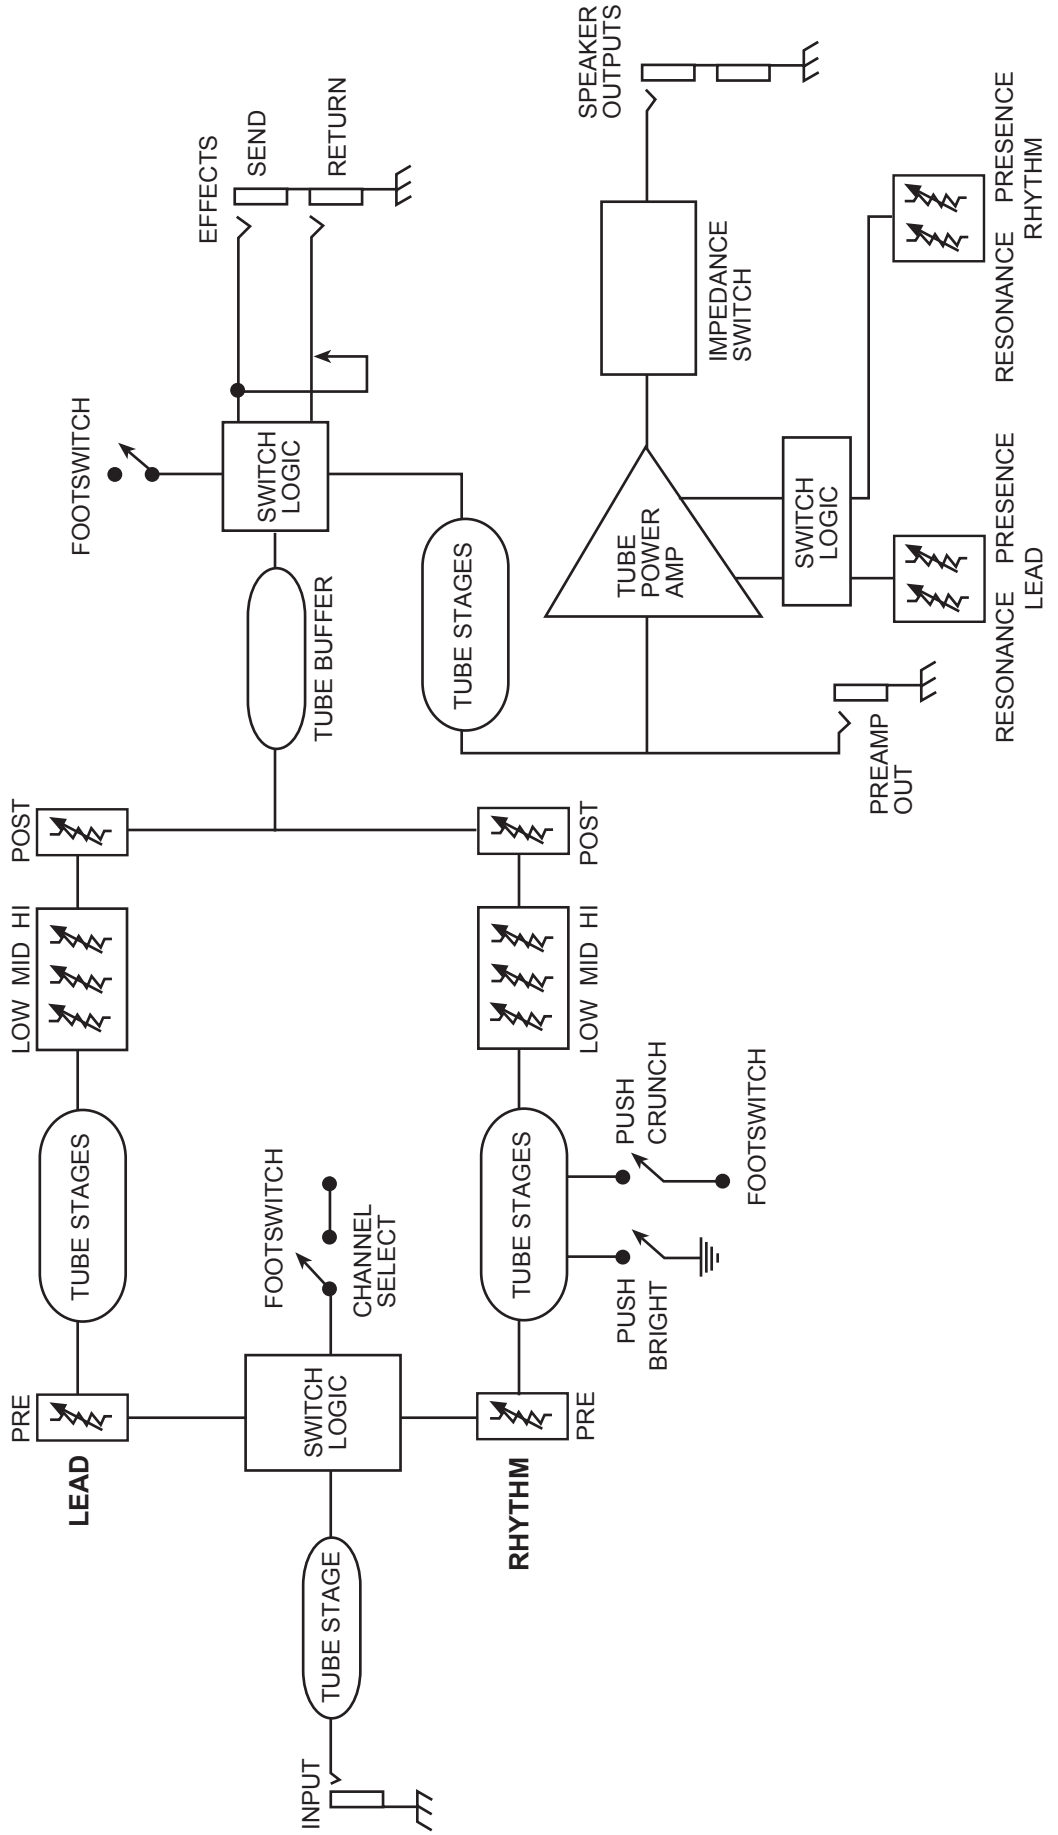 INPUT
TUBE STAGE
LEAD
PRE
SWITCH
LOGIC
RHYTHM
PRE
FOOTSWITCH
CHANNEL
SELECT
TUBE STAGES
LOW MID HI
POST
TUBE STAGES
PUSH
BRIGHT
PUSH
CRUNCH
FOOTSWITCH
LOW MID HI
POST
TUBE BUFFER
FOOTSWITCH
SWITCH
LOGIC
EFFECTS
SEND
RETURN
TUBE STAGES
PREAMP
OUT
TUBE
POWER
AMP
SWITCH
LOGIC
IMPEDANCE
SWITCH
SPEAKER
OUTPUTS
RESONANCE PRESENCE
LEAD
RESONANCE PRESENCE
RHYTHM